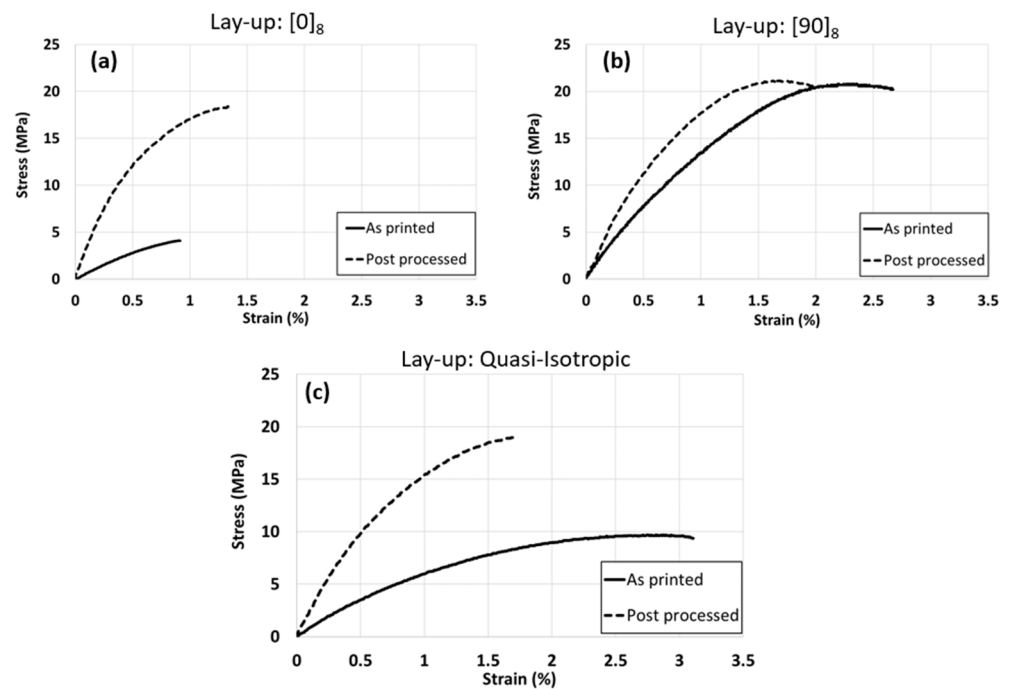 Lay-up: [0]8
(a)
25
20
15
10
5
0
Stress (MPa)
0 0.5 1 1.5 2 2.5 3 3.5
Strain (%)
As printed
Post processed
Lay-up: [90]8
(b)
25
20
15
10
5
0
Stress (MPa)
0 0.5 1 1.5 2 2.5 3 3.5
Strain (%)
As printed
Post processed
Lay-up: Quasi-Isotropic
(c)
25
20
15
10
5
0
Stress (MPa)
0 0.5 1 1.5 2 2.5 3 3.5
Strain (%)
As printed
Post processed